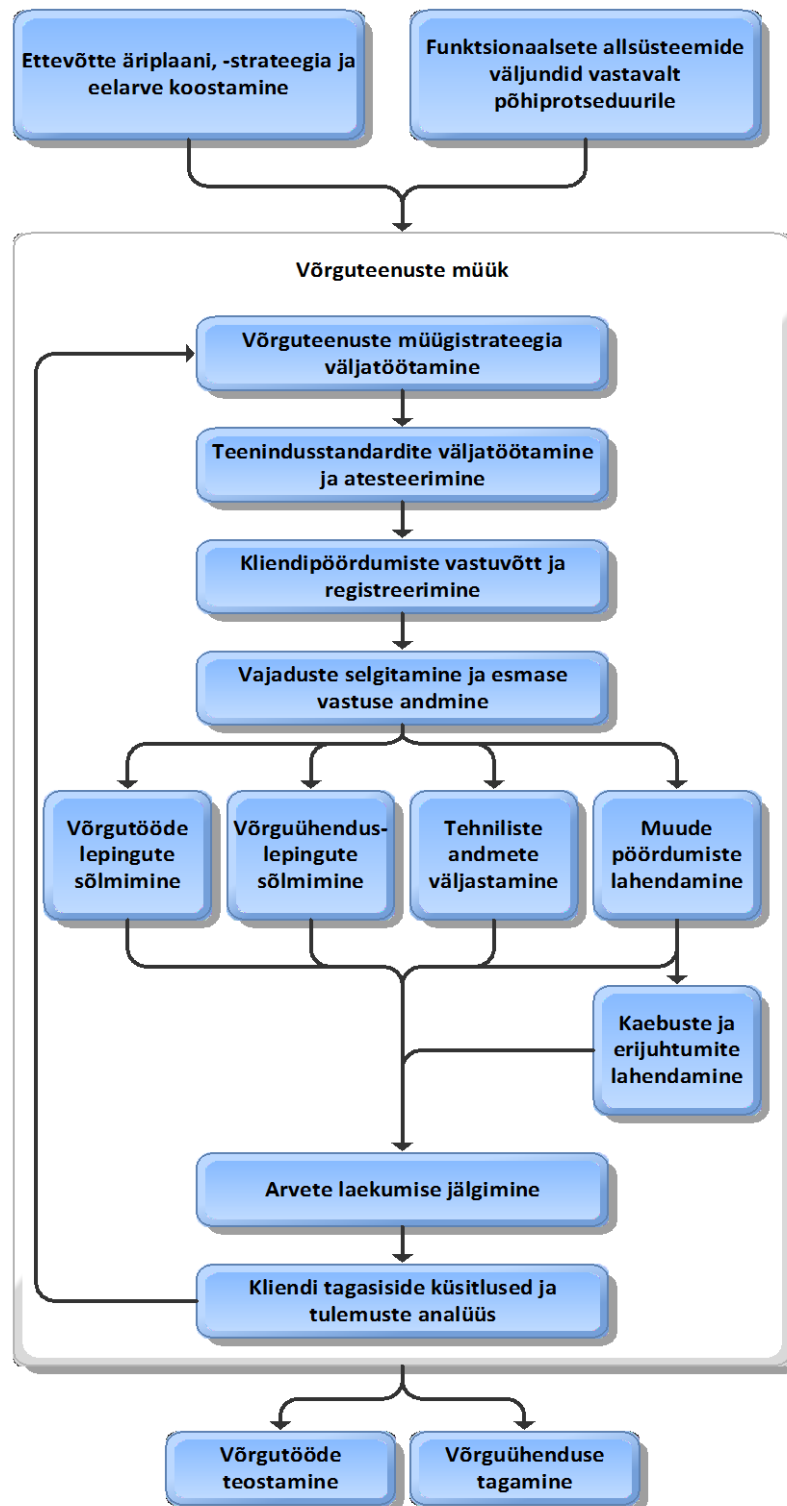 Ettevõtte äriplaani, -strateegia ja
eelarve koostamine
Funktsionaalsete allsüsteemide
väljundid vastavalt
põhiprotseduurile
Võrguteenuste müük
Võrguteenuste müügistrateegia
väljatöötamine
Teenindusstandardite väljatöötamine
ja atesteerimine
Kliendipöördumiste vastuvõtt ja
registreerimine
Vajaduste selgitamine ja esmase
vastuse andmine
Võrgutööde
lepingute
sõlmimine
Võrguühendus-
lepingute
sõlmimine
Tehniliste
andmete
väljastamine
Muude
pöördumiste
lahendamine
Kaebuste ja
erijuhtumite
lahendamine
Arvete laekumise jälgimine
Kliendi tagasiside küsitlused ja
tulemuste analüüs
Võrgutööde
teostamine
Võrguühenduse
tagamine